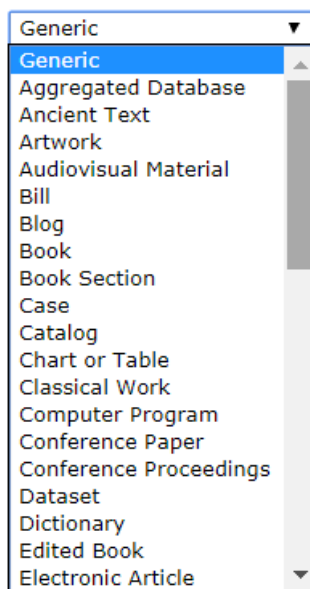 Generic
Generic
Aggregated Database
Ancient Text
Artwork
Audiovisual Material
Bill
Blog
Book
Book Section
Case
Catalog
Chart or Table
Classical Work
Computer Program
Conference Paper
Conference Proceedings
Dataset
Dictionary
Edited Book
Electronic Article